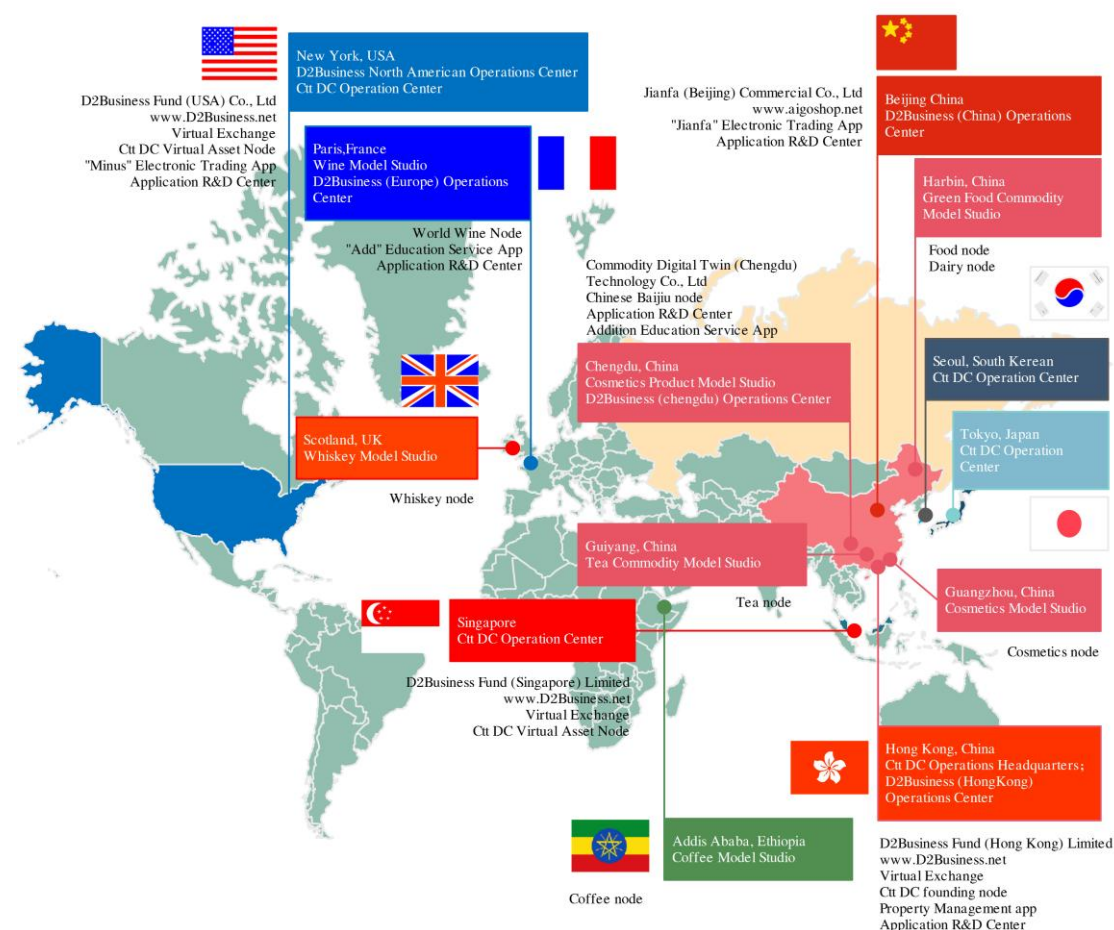 New York, USA
D2Business North American Operations Center
Ctt DC Operation Center
D2Business Fund (USA) Co., Ltd
www.D2Business.net
Virtual Exchange
Ctt DC Virtual Asset Node
"Minus" Electronic Trading App
Application R&D Center
Paris,France
Wine Model Studio
D2Business (Europe) Operations
Center
World Wine Node
"Add" Education Service App
Application R&D Center
Jianfa (Beijing) Commercial Co., Ltd
www.aigoshop.net
"Jianfa" Electronic Trading App
Application R&D Center
Beijing China
D2Business (China) Operations
Center
Harbin, China
Green Food Commodity
Model Studio
Food node
Dairy node
Commodity Digital Twin (Chengdu)
Technology Co., Ltd
Chinese Baijiu node
Application R&D Center
Addition Education Service App
Chengdu, China
Cosmetics Product Model Studio
D2Business (chengdu) Operations Center
Seoul, South Kerean
Ctt DC Operation Center
Tokyo, Japan
Ctt DC Operation
Center
Scotland, UK
Whiskey Model Studio
Whiskey node
Guiyang, China
Tea Commodity Model Studio
Tea node
Guangzhou, China
Cosmetics Model Studio
Cosmetics node
Singapore
Ctt DC Operation Center
D2Business Fund (Singapore) Limited
www.D2Business.net
Virtual Exchange
Ctt DC Virtual Asset Node
Hong Kong, China
Ctt DC Operations Headquarters;
D2Business (HongKong)
Operations Center
D2Business Fund (Hong Kong) Limited
www.D2Business.net
Virtual Exchange
Ctt DC founding node
Property Management app
Application R&D Center
Addis Ababa, Ethiopia
Coffee Model Studio
Coffee node